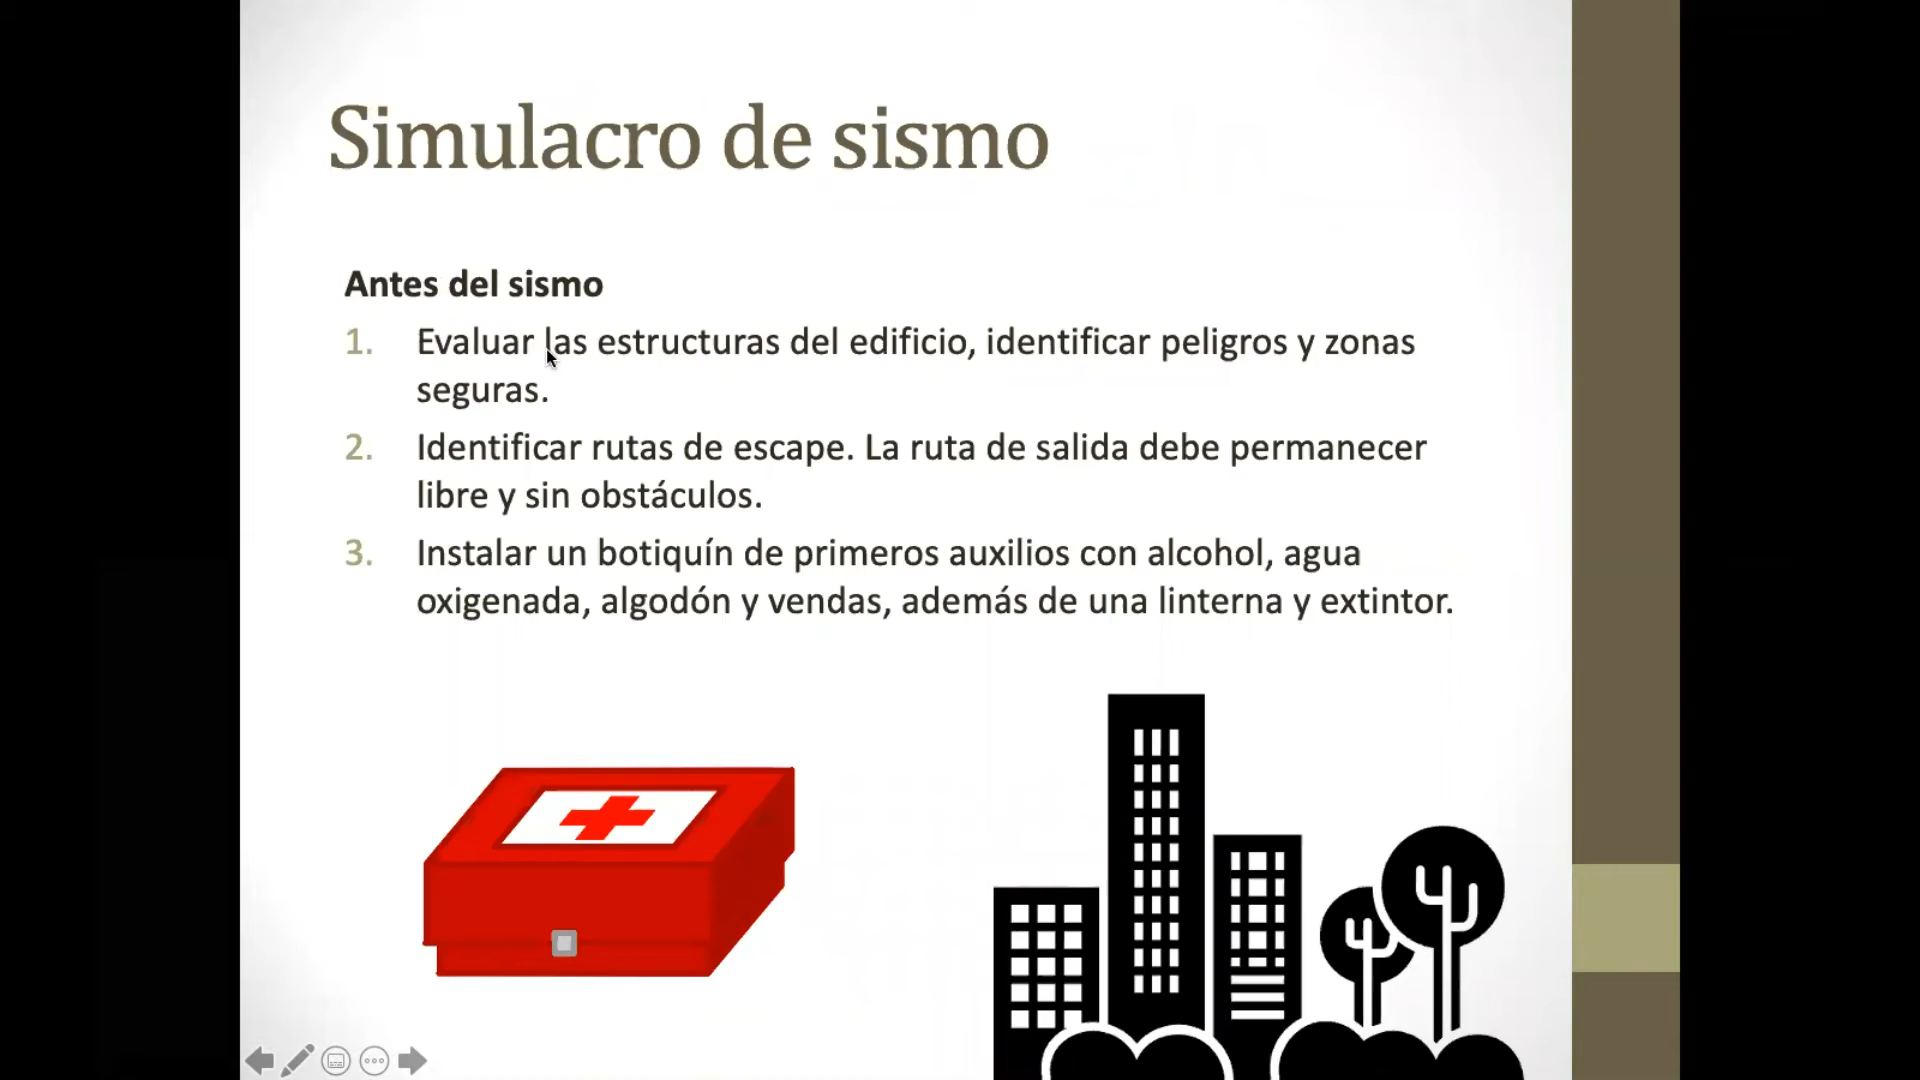 Simulacro de sismo
Antes del sismo
1. Evaluar las estructuras del edificio, identificar peligros y zonas
seguras.
2. Identificar rutas de escape. La ruta de salida debe permanecer
libre y sin obstáculos.
3. Instalar un botiquín de primeros auxilios con alcohol, agua
oxigenada, algodón y vendas, además de una linterna y extintor.